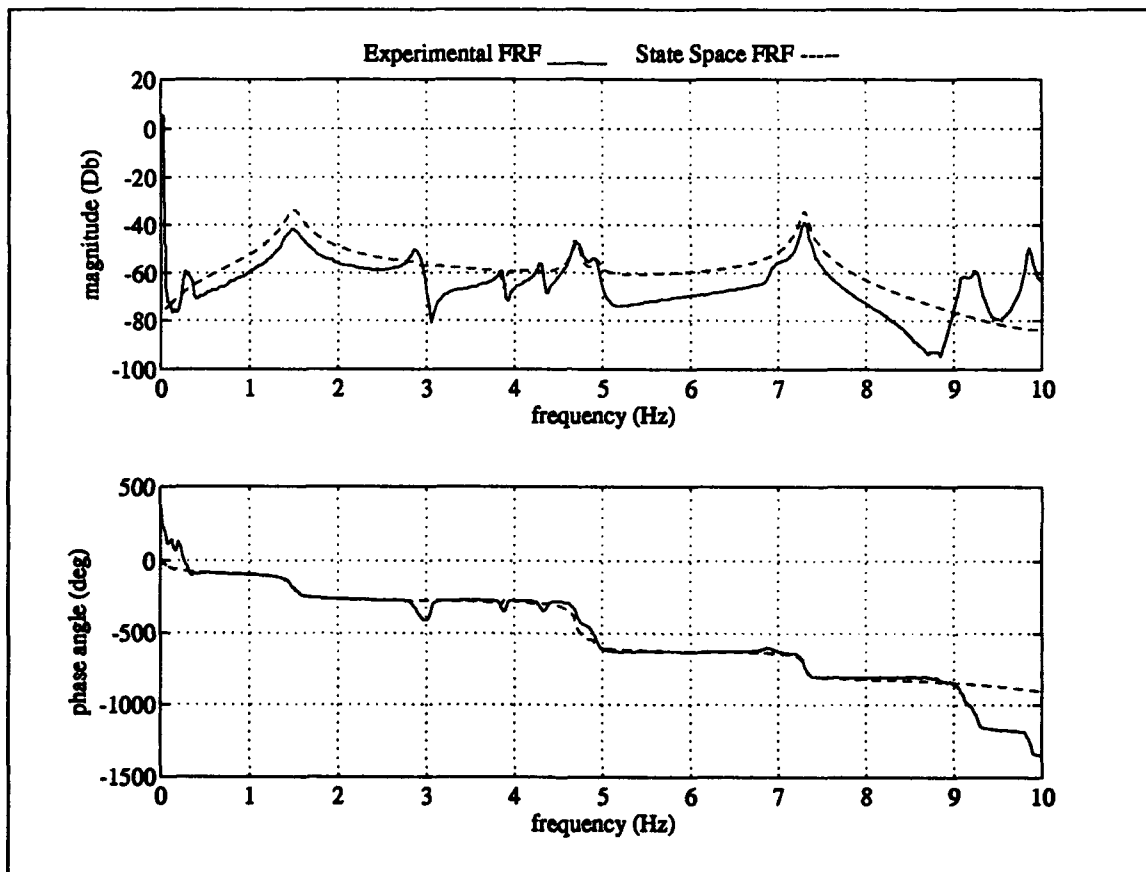 Experimental FRF ______ State Space FRF -----
20
0
-20
-40
-60
-80
-100
magnitude (Db)
0 1 2 3 4 5 6 7 8 9 10
frequency (Hz)
500
0
-500
-1000
-1500
phase angle (deg)
0 1 2 3 4 5 6 7 8 9 10
frequency (Hz)